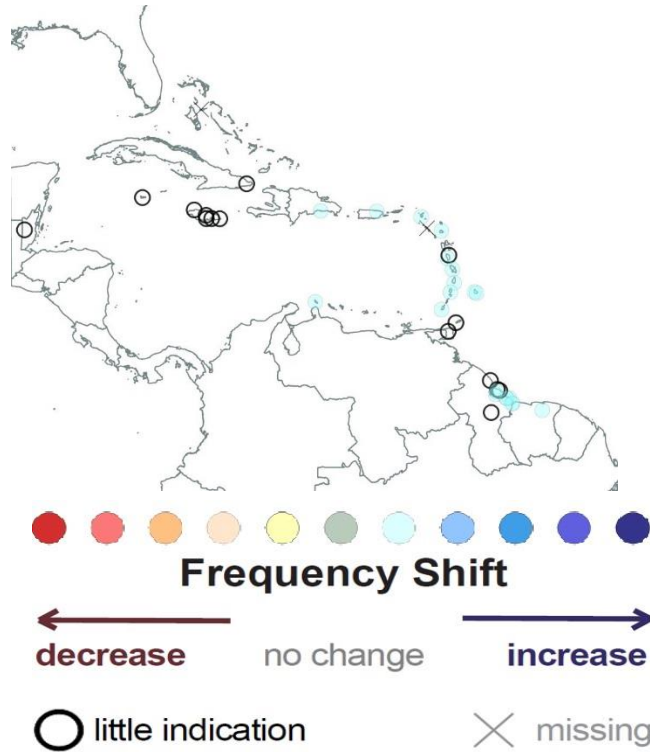 Frequency Shift
decrease no change increase
little indication missing